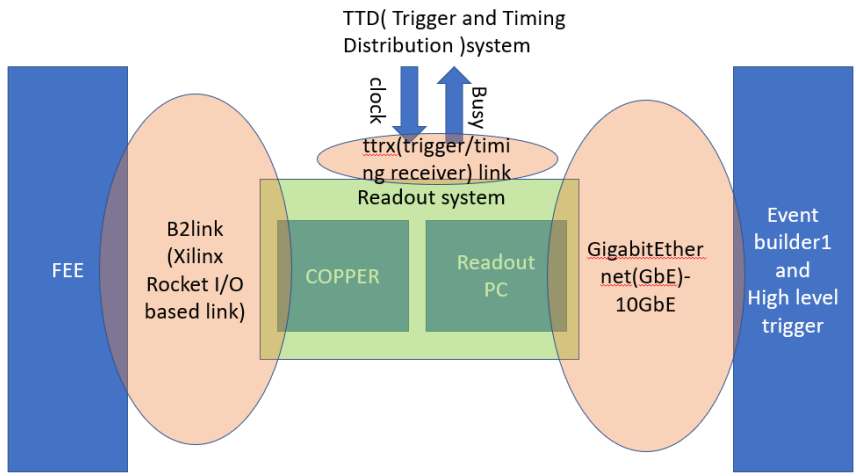 TTD( Trigger and Timing
Distribution )system
clock
Busy
ttrx(trigger/timi
ng receiver) link
Readout system
FEE
B2link
(Xilinx
Rocket I/O
based link)
COPPER
Readout
PC
GigabitEther
net(GbE)-
10GbE
Event
builder1
and
High level
trigger